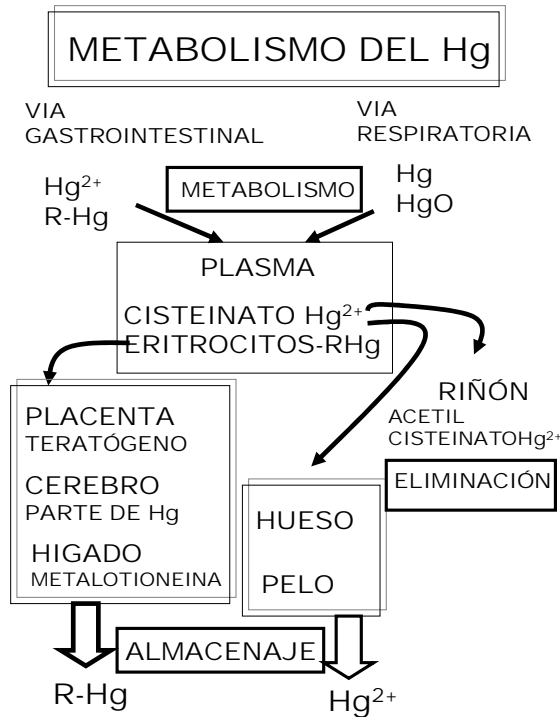 METABOLISMO DEL Hg
VIA
GASTROINTESTINAL
VIA
RESPIRATORIA
Hg²⁺
R-Hg
METABOLISMO
Hg
HgO
PLASMA
CISTEINATO Hg²⁺
ERITROCITOS-RHg
PLACENTA
TERATÓGENO
CEREBRO
PARTE DE Hg
HIGADO
METALOTIONEINA
HUESO
PELO
RIÑÓN
ACETIL
CISTEINATOHg²⁺
ELIMINACIÓN
ALMACENAJE
R-Hg
Hg²⁺